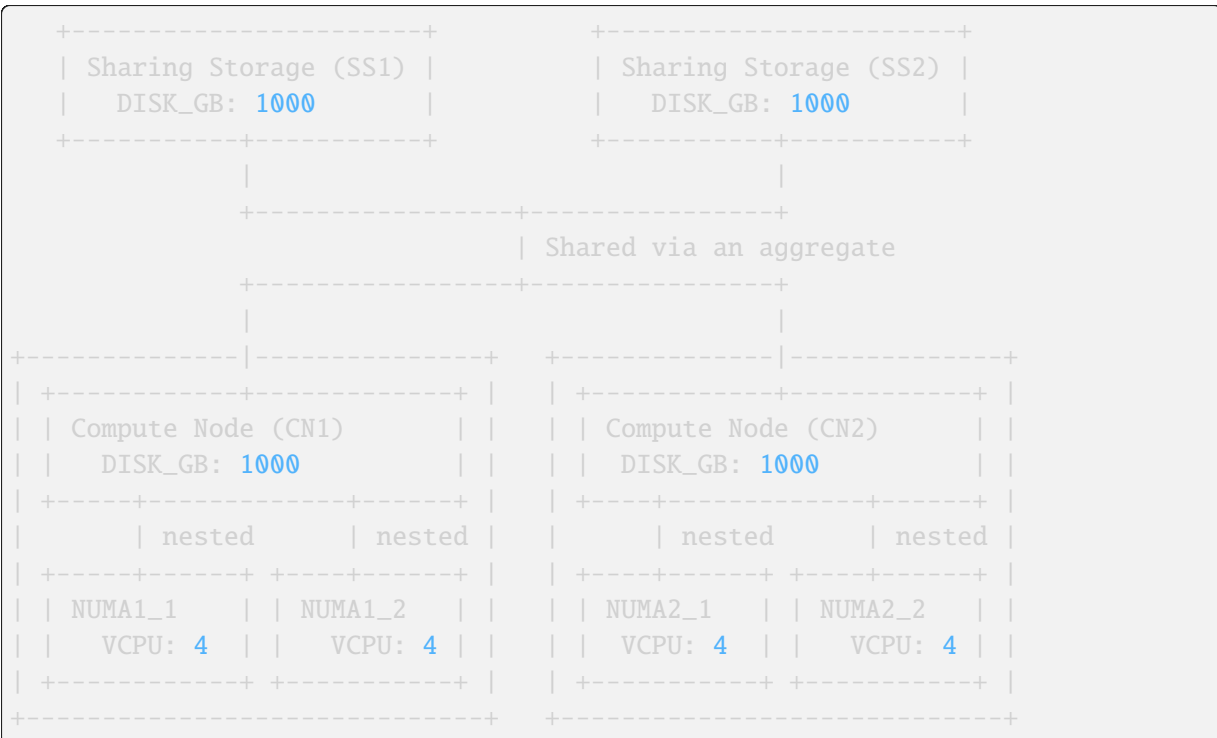 +-----------------------+          +-----------------------+
| Sharing Storage (SS1) |          | Sharing Storage (SS2) |
|   DISK_GB: 1000       |          |   DISK_GB: 1000       |
+-----------+-----------+          +-----------+-----------+
            |                                  |
            +-----------------+----------------+
                              | Shared via an aggregate
            +-----------------+----------------+
            |                                  |
+--------------|---------------+   +--------------|--------------+
| +------------+-------------+ |   | +------------+------------+ |
| | Compute Node (CN1)       | |   | | Compute Node (CN2)      | |
| |   DISK_GB: 1000          | |   | |  DISK_GB: 1000          | |
| +-----+-------------+------+ |   | +----+-------------+------+ |
|       | nested      | nested |   |      | nested      | nested |
| +-----+------+ +----+------+ |   | +----+------+ +----+------+ |
| | NUMA1_1    | | NUMA1_2   | |   | | NUMA2_1   | | NUMA2_2   | |
| |   VCPU: 4  | |   VCPU: 4 | |   | |  VCPU: 4  | |   VCPU: 4 | |
| +------------+ +-----------+ |   | +-----------+ +-----------+ |
+------------------------------+   +-----------------------------+